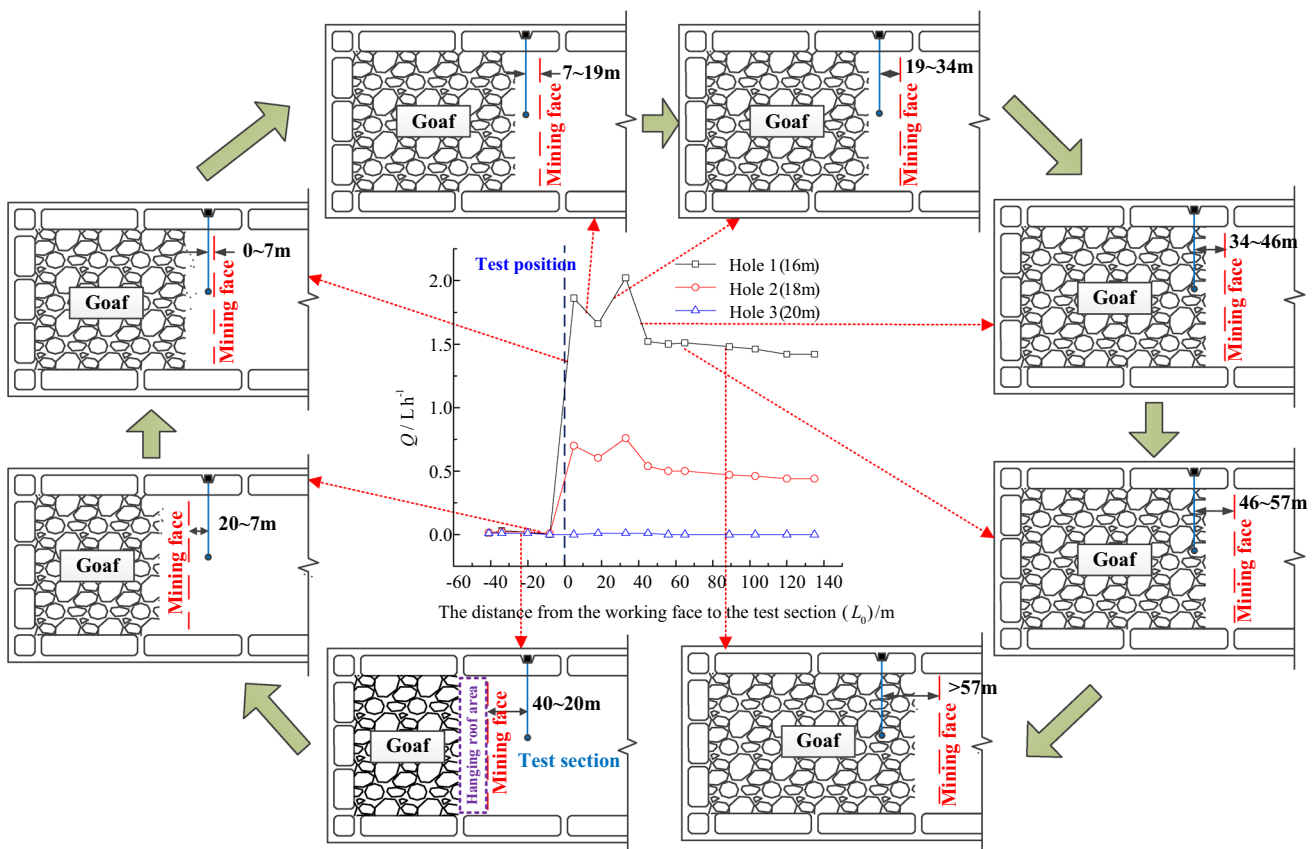 7~19m
Goaf
Mining face
19~34m
Goaf
Mining face
0~7m
Goaf
Mining face
34~46m
Goaf
Mining face
20~7m
Goaf
Mining face
46~57m
Goaf
Mining face
40~20m
Goaf
Hanging roof area
Mining face
Test section
>57m
Goaf
Mining face
Test position
Hole 1(16m)
Hole 2(18m)
Hole 3(20m)
Q / L h⁻¹
2.0
1.5
1.0
0.5
0.0
-60 -40 -20 0 20 40 60 80 100 120 140
The distance from the working face to the test section (L₀)/m